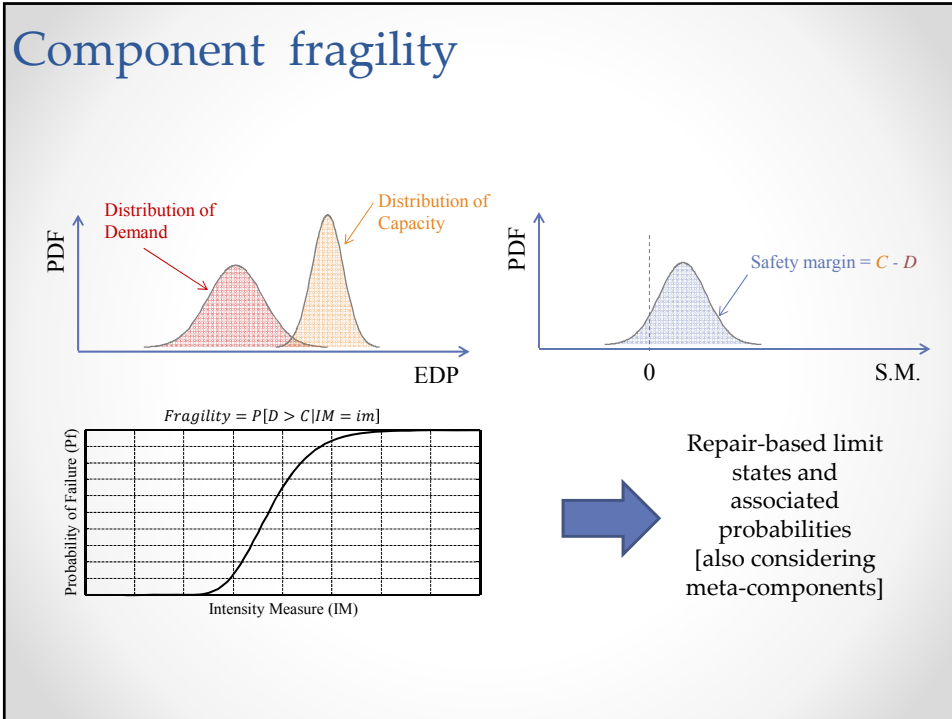 Component fragility
Distribution of
Demand
Distribution of
Capacity
PDF
EDP
PDF
Safety margin = C - D
0
S.M.
Fragility = P[D > C|IM = im]
Probability of Failure (Pf)
Intensity Measure (IM)
Repair-based limit
states and
associated
probabilities
[also considering
meta-components]